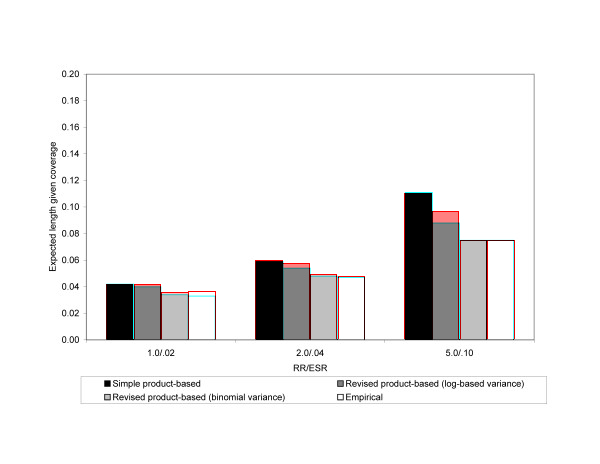 0.20
0.18
0.16
0.14
0.12
0.10
0.08
0.06
0.04
0.02
0.00
Expected length given coverage
1.0/.02
2.0/.04
5.0/.10
RR/ESR
Simple product-based
Revised product-based (log-based variance)
Revised product-based (binomial variance)
Empirical